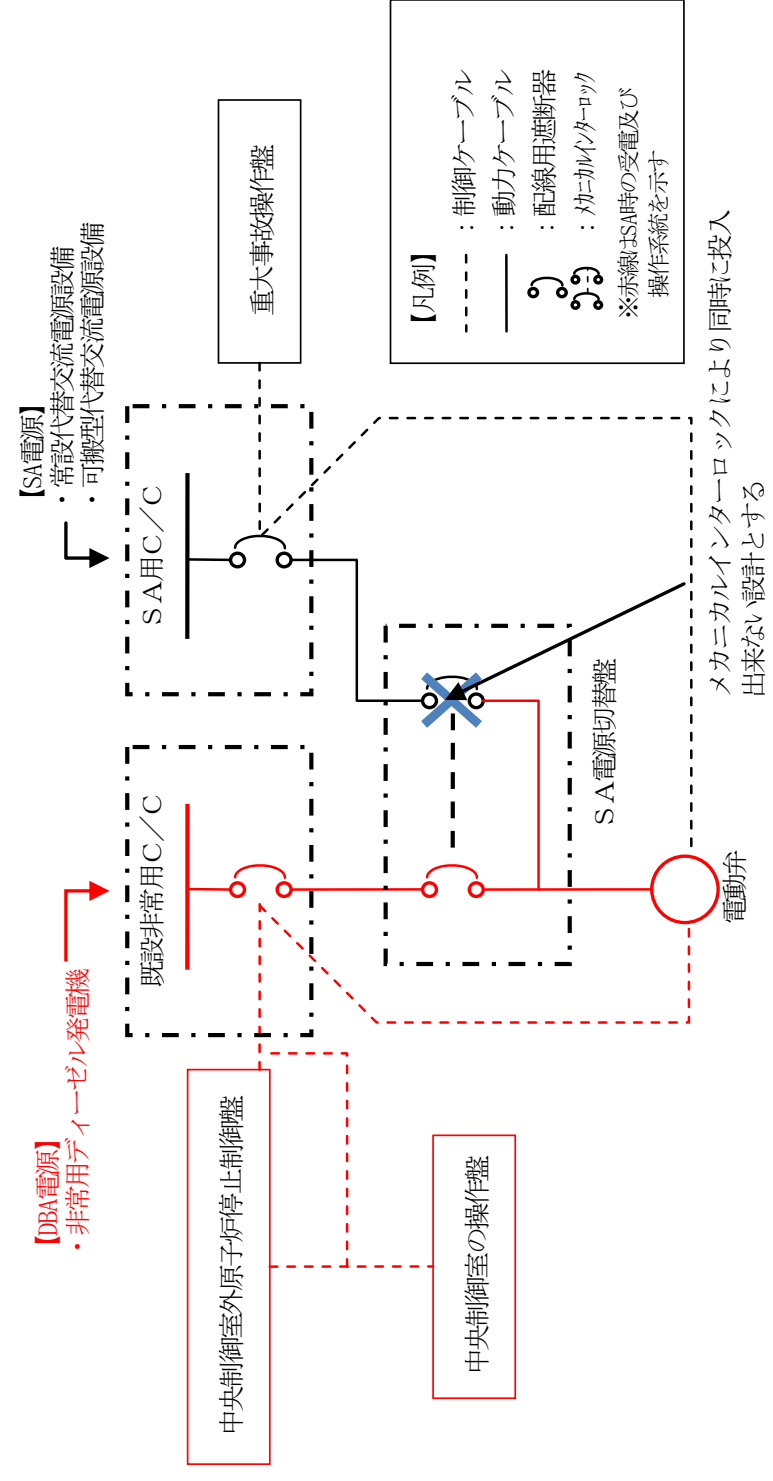 【DBA電源】
・非常用ディーゼル発電機
【SA電源】
・常設代替交流電源設備
・可搬型代替交流電源設備
既設非常用C／C
SA用C／C
中央制御室外原子炉停止制御盤
重大事故操作盤
中央制御室の操作盤
SA電源切替盤
電動弁
メカニカルインターロックにより同時に投入
出来ない設計とする
【凡例】
：制御ケーブル
：動力ケーブル
：配線用遮断器
：メカニカルインターロック
※赤線はSA時の受電及び
操作系統を示す